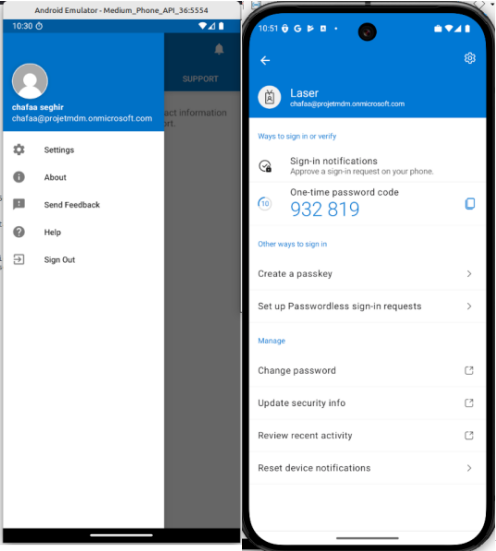 Android Emulator - Medium_Phone_API_36:5554
10:30
SUPPORT
chafaa seghir
chafaa@projetmdm.onmicrosoft.com
act information
ort.
Settings
About
Send Feedback
Help
Sign Out
10:51
Laser
chafaa@projetmdm.onmicrosoft.com
Ways to sign in or verify
Sign-in notifications
Approve a sign-in request on your phone.
One-time password code
10
932 819
Other ways to sign in
Create a passkey
Set up Passwordless sign-in requests
Manage
Change password
Update security info
Review recent activity
Reset device notifications